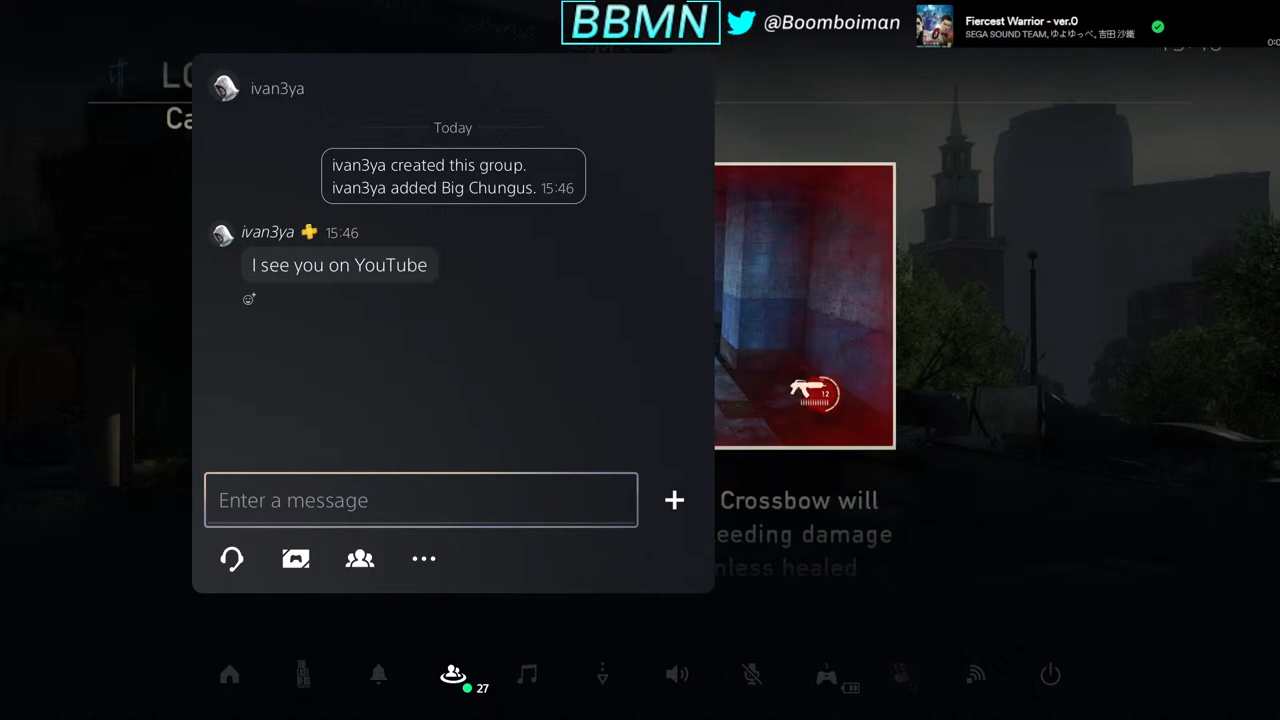 BBMN
@Boomboiman
Fiercest Warrior - ver.0
SEGA SOUND TEAM, ゆよゆっぺ, 吉田 沙織
ivan3ya
Today
ivan3ya created this group.
ivan3ya added Big Chungus. 15:46
ivan3ya 15:46
I see you on YouTube
12
Enter a message
Crossbow will
eeding damage
nless healed
27